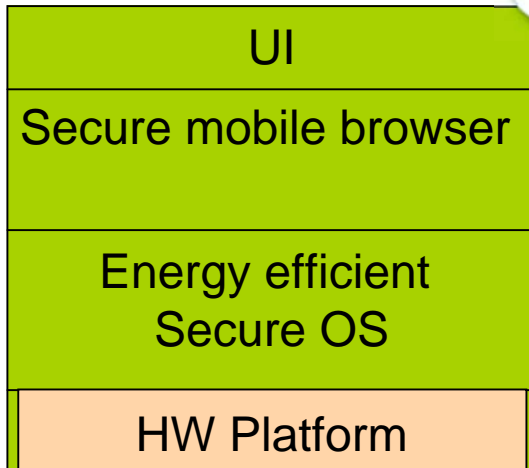 UI
Secure mobile browser
Energy efficient
Secure OS
HW Platform